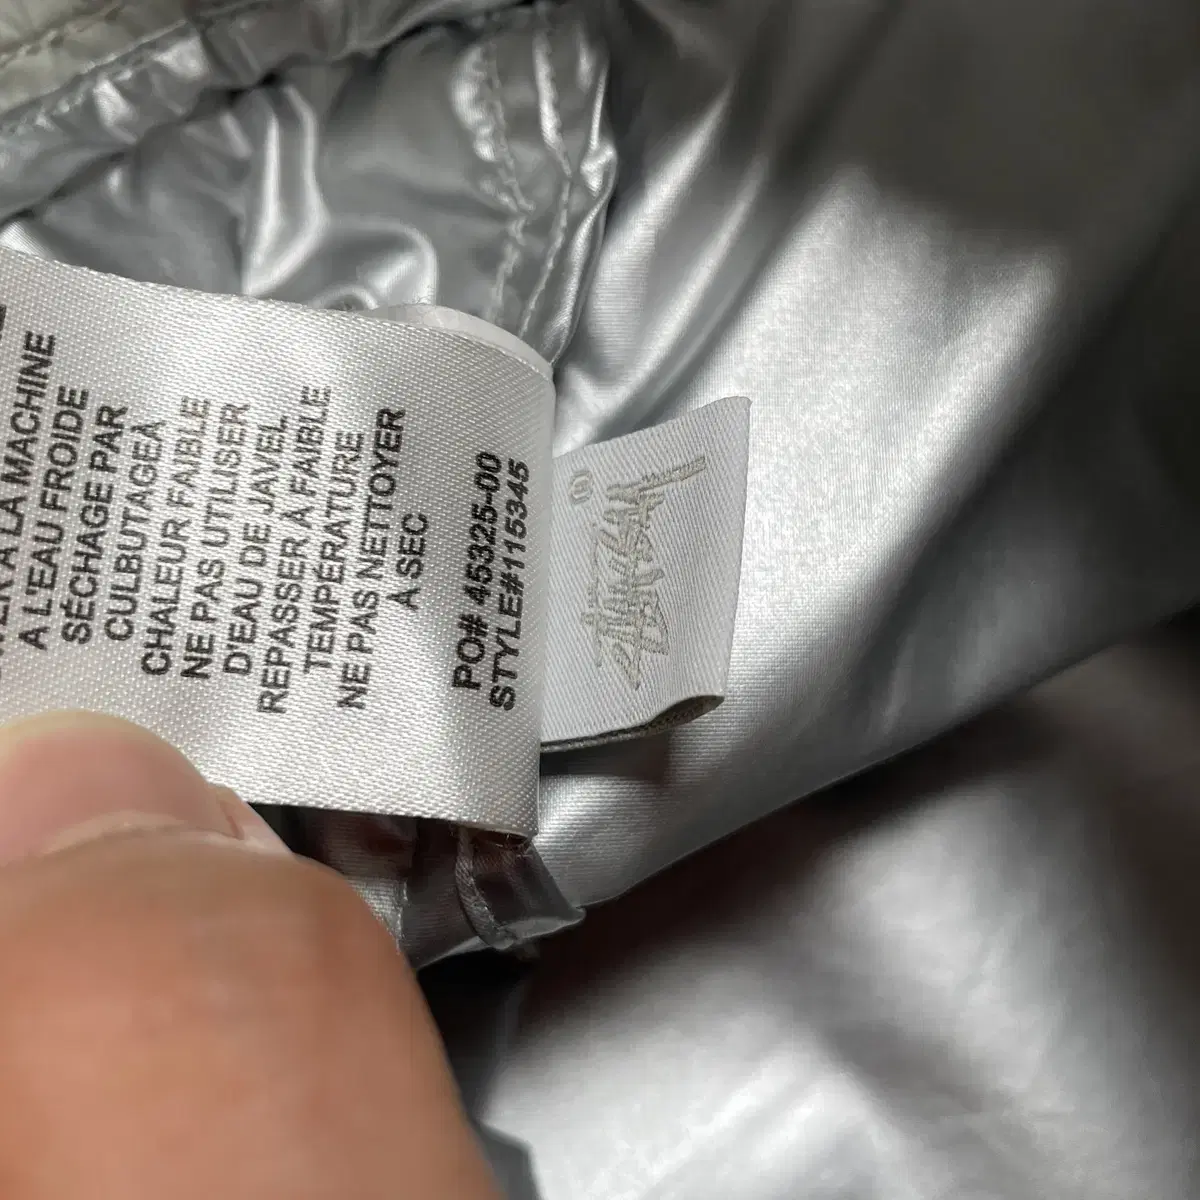 A LA MACHINE
A L'EAU FROIDE
SÉCHAGE PAR
CULBUTAGEÀ
CHALEUR FAIBLE
NE PAS UTILISER
D'EAU DE JAVEL
REPASSER À FAIBLE
TEMPÉRATURE
NE PAS NETTOYER
À SEC
PO# 45325-00
STYLE#115345
Stüssy
®